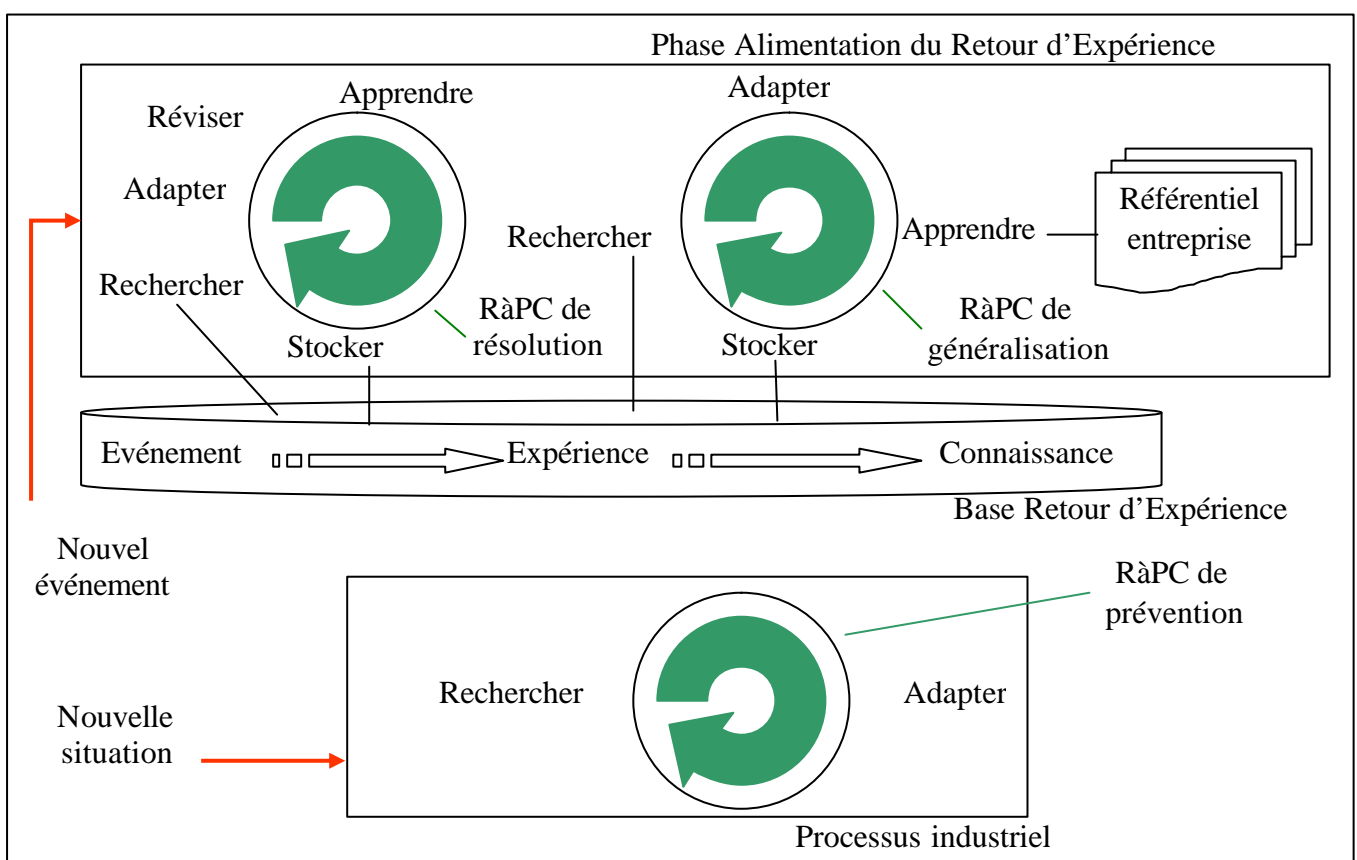 Phase Alimentation du Retour d’Expérience
Apprendre
Réviser
Adapter
Rechercher
Stocker
RàPC de
résolution
Adapter
Rechercher
Apprendre
Stocker
RàPC de
généralisation
Référentiel
entreprise
Evénement
Expérience
Connaissance
Base Retour d’Expérience
Nouvel
événement
RàPC de
prévention
Rechercher
Adapter
Nouvelle
situation
Processus industriel